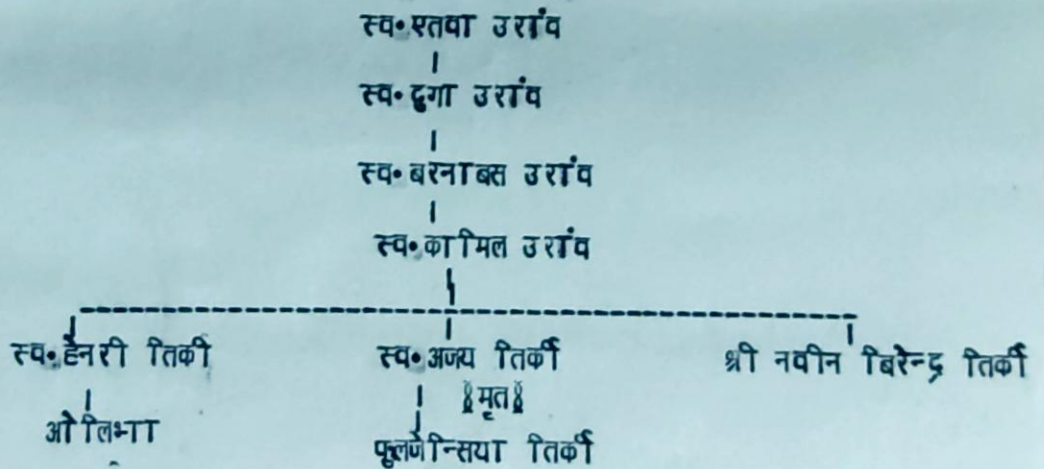 स्व. एतवा उरांव
स्व. दुगा उरांव
स्व. बरनाबस उरांव
स्व. कामिल उरांव
स्व. हेनरी तिर्की स्व. अजय तिर्की श्री नवीन बिरेन्द्र तिर्की
मृत
ओलिभा फूलजेन्सिया तिर्की